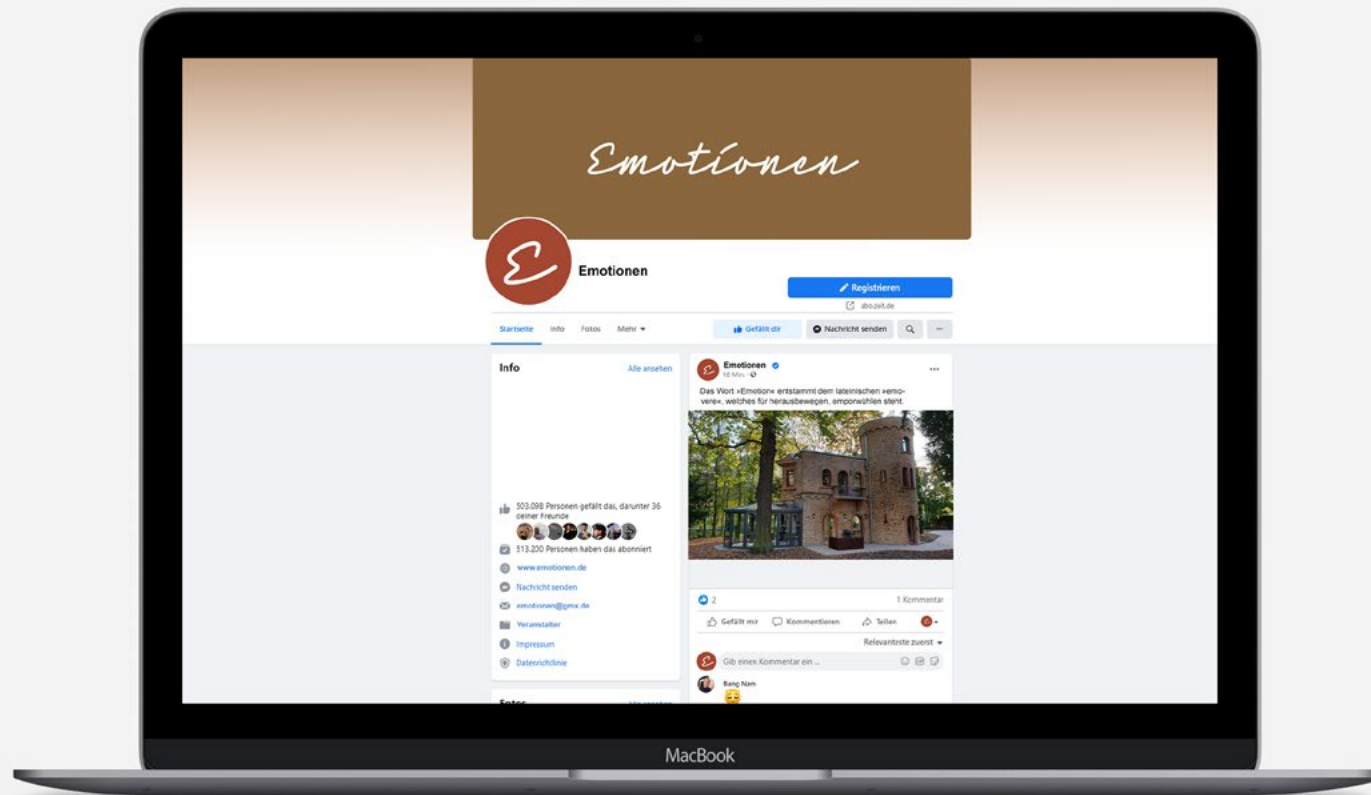 Emotionen
E
Emotionen
Registrieren
abo.zeit.de
Startseite Info Fotos Mehr
Gefällt dir Nachricht senden
Info Alle ansehen
503.098 Personen gefällt das, darunter 36
deiner Freunde
513.200 Personen haben das abonniert
www.emotionen.de
Nachricht senden
emotionen@gmx.de
Veranstalter
Impressum
Datenrichtlinie
Fotos Alle ansehen
E
Emotionen
Das Wort »Emotion« entstammt dem lateinischen »emo-
vere«, welches für herausbewegen, emporwühlen steht.
2 1 Kommentar
Gefällt mir Kommentieren Teilen
Relevanteste zuerst
Gib einen Kommentar ein ...
Bang Nam
MacBook